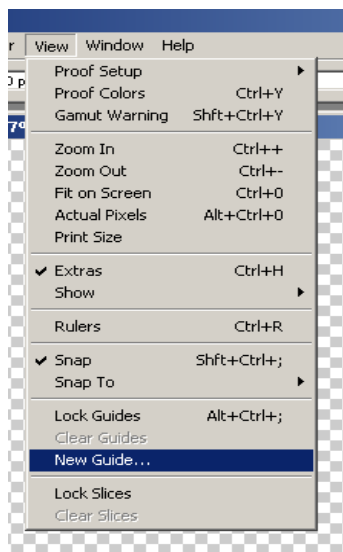 View Window Help
Proof Setup
Proof Colors Ctrl+Y
Gamut Warning Shft+Ctrl+Y
Zoom In Ctrl++
Zoom Out Ctrl+-
Fit on Screen Ctrl+0
Actual Pixels Alt+Ctrl+0
Print Size
Extras Ctrl+H
Show
Rulers Ctrl+R
Snap Shft+Ctrl+;
Snap To
Lock Guides Alt+Ctrl+;
Clear Guides
New Guide...
Lock Slices
Clear Slices